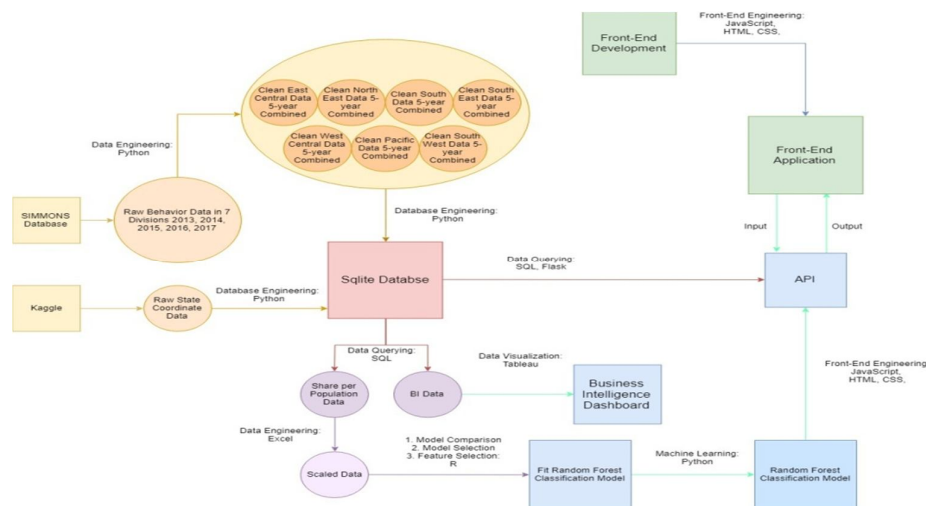 Front-End
Development
Front-End Engineering:
JavaScript,
HTML, CSS,
Clean East
Central Data
5-year
Combined
Clean North
East Data 5-
year
Combined
Clean South
Data 5-year
Combined
Clean South
East Data 5-
year
Combined
Clean West
Central Data
5-year
Combined
Clean Pacific
Data 5-year
Combined
Clean South
West Data 5-
year
Combined
Data Engineering:
Python
Front-End
Application
SIMMONS
Database
Raw Behavior Data in 7
Divisions 2013, 2014,
2015, 2016, 2017
Database Engineering:
Python
Input
Output
Sqlite Databse
Data Querying:
SQL, Flask
API
Kaggle
Raw State
Coordinate
Data
Database Engineering:
Python
Data Querying:
SQL
Data Visualization:
Tableau
Front-End Engineering:
JavaScript,
HTML, CSS,
Share per
Population
Data
BI Data
Business
Intelligence
Dashboard
Data Engineering:
Excel
1. Model Comparison
2. Model Selection
3. Feature Selection:
R
Machine Learning:
Python
Scaled Data
Fit Random Forest
Classification Model
Random Forest
Classification Model